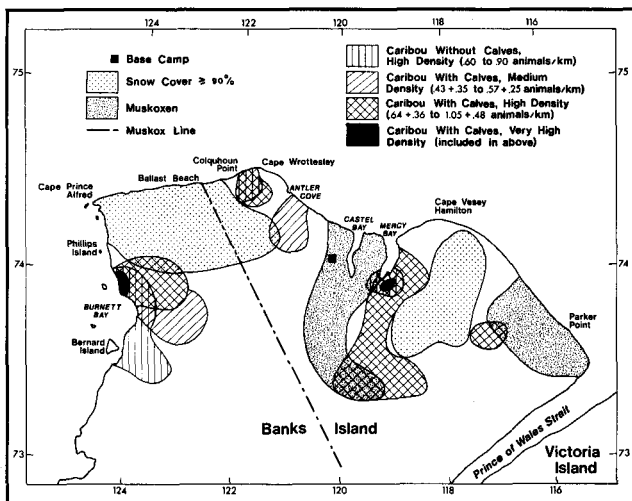 124 122 120 119 118 116
75
75
Base Camp
Snow Cover ≥ 90%
Muskoxen
Muskox Line
Caribou Without Calves,
High Density (.60 to .90 animals/km)
Caribou With Calves, Medium
Density (.43 + .35 to .57 + .25 animals/km)
Caribou With Calves, High Density
(.64 + .36 to 1.05 + .48 animals/km)
Caribou With Calves, Very High
Density (included in above)
Colquhoun
Point
Cape Wrottesley
Ballast Beach
Cape Prince
Alfred
ANTLER
COVE
CASTEL
BAY
MERCY
BAY
Cape Vesey
Hamilton
Phillips
Island
74
74
BURNETT
BAY
Bernard
Island
Parker
Point
Banks Island
Prince of Wales Strait
Victoria
Island
73
73
124 122 120 119 118 116